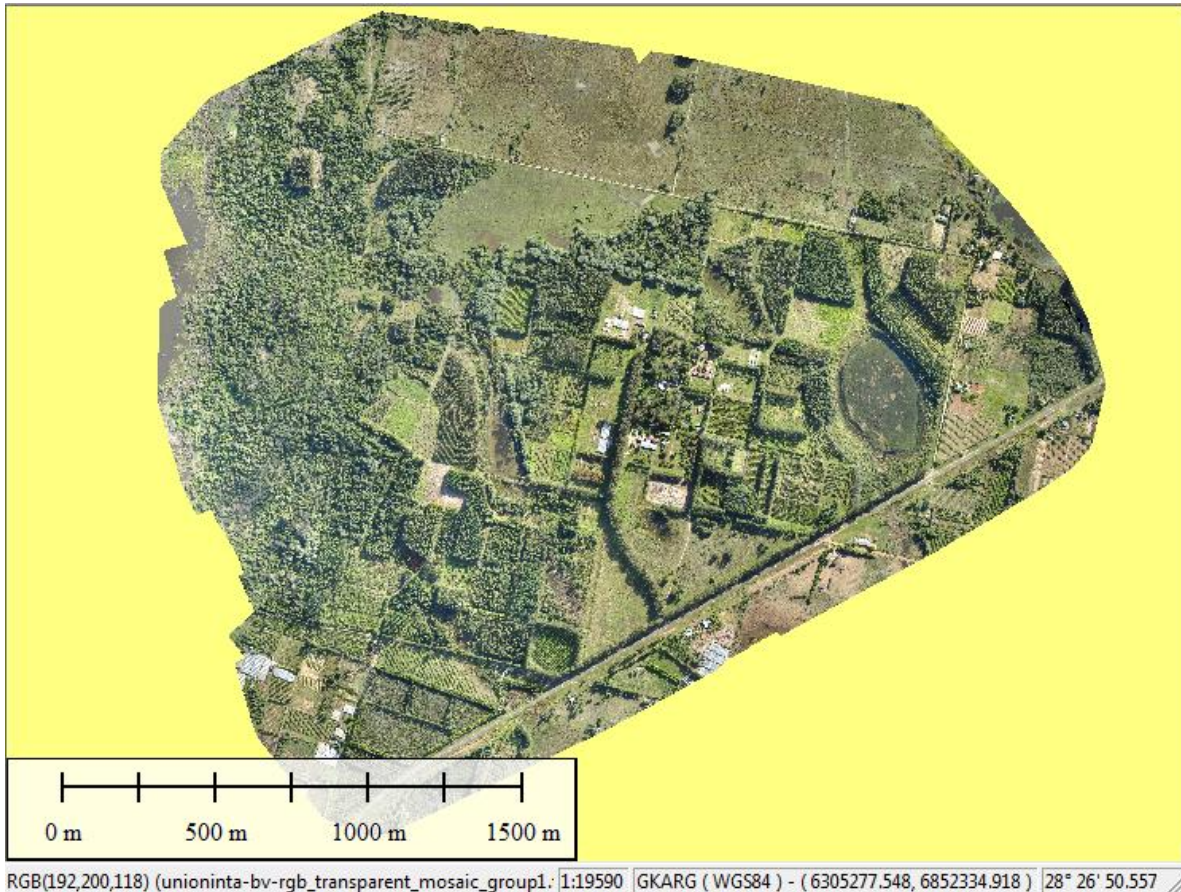 0 m 500 m 1000 m 1500 m
RGB(192,200,118) (unioninta-bv-rgb_transparent_mosaic_group1. 1:19590 GKARG ( WGS84 ) - ( 6305277.548, 6852334.918 ) 28° 26' 50.557